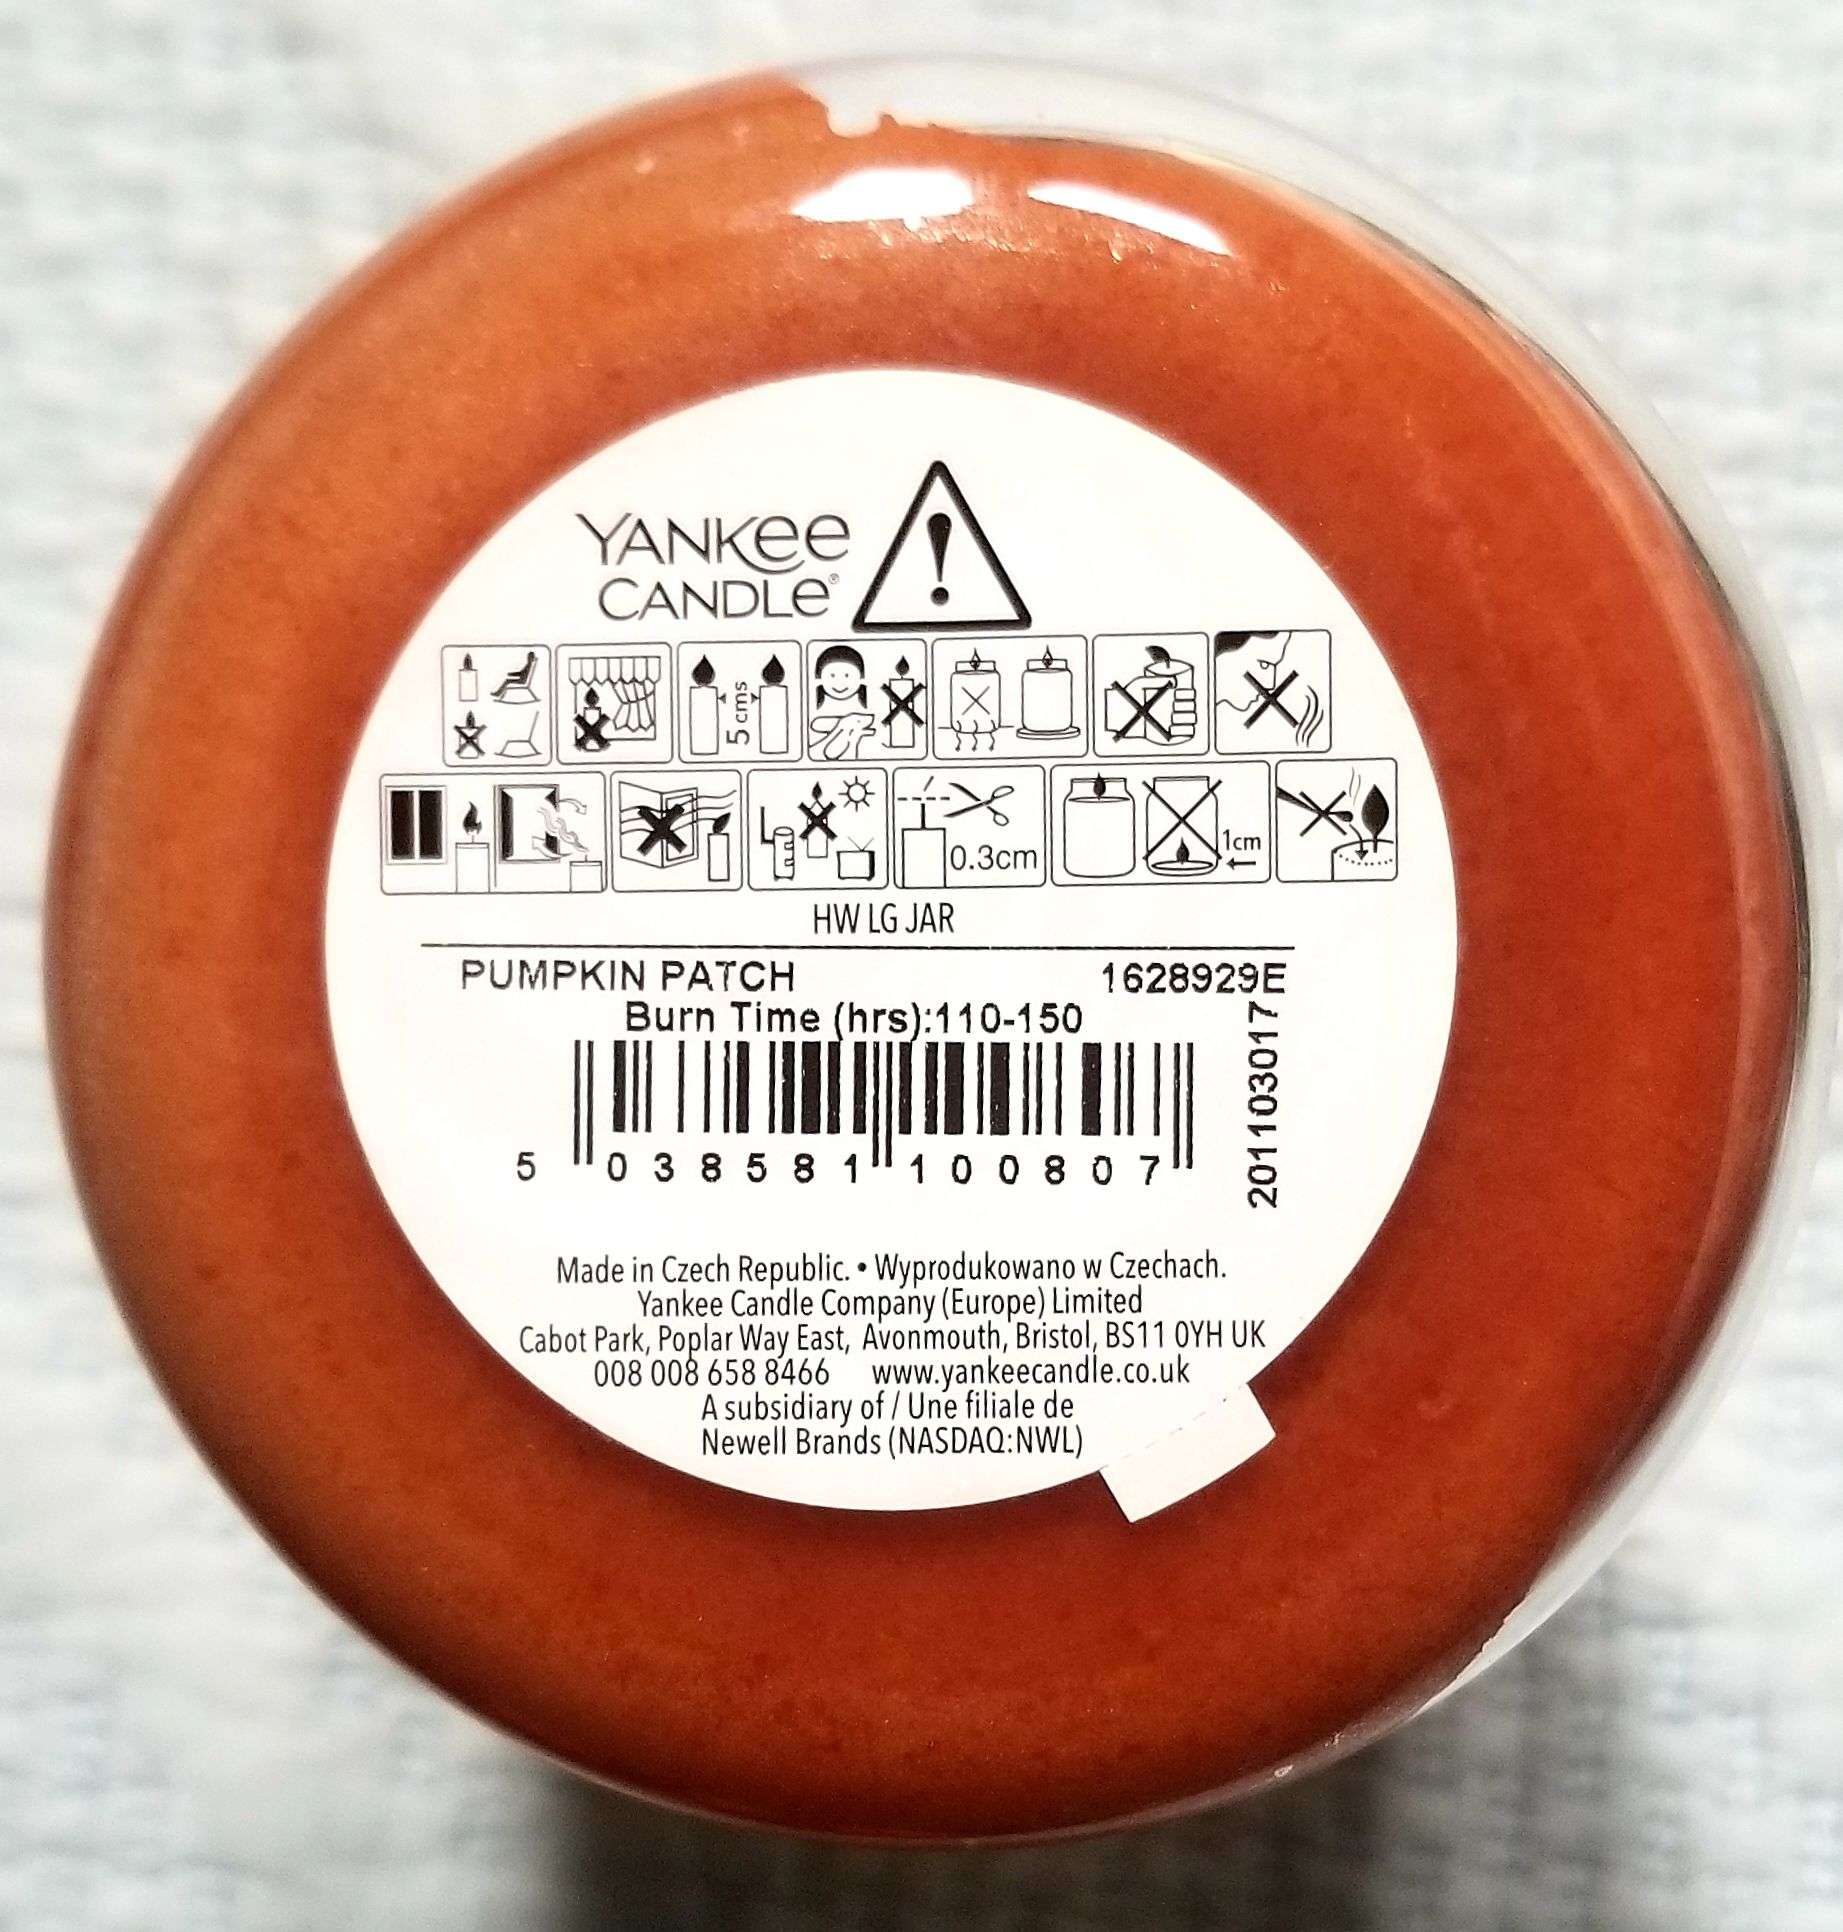 YANKEE
CANDLE®
5 cms
0.3cm
1cm
HW LG JAR
PUMPKIN PATCH 1628929E
Burn Time (hrs):110-150
2011103017
5 038581 100807
Made in Czech Republic. • Wyprodukowano w Czechach.
Yankee Candle Company (Europe) Limited
Cabot Park, Poplar Way East, Avonmouth, Bristol, BS11 0YH UK
008 008 658 8466 www.yankeecandle.co.uk
A subsidiary of / Une filiale de
Newell Brands (NASDAQ:NWL)